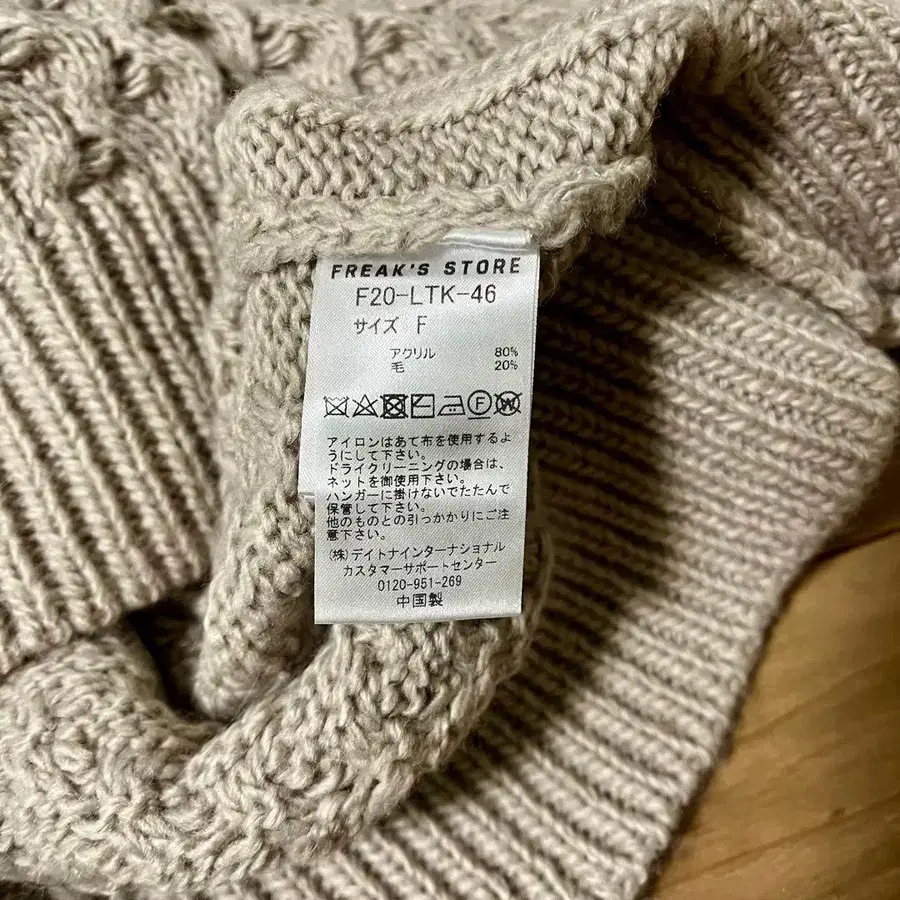 FREAK'S STORE
F20-LTK-46
サイズ F
アクリル 80%
毛 20%
F W
アイロンはあて布を使用するよ
うにして下さい。
ドライクリーニングの場合は、
ネットを御使用下さい。
ハンガーに掛けないでたたんで
保管して下さい。
他のものとの引っかかりにご注
意下さい。
(株)デイトナインターナショナル
カスタマーサポートセンター
0120-951-269
中国製